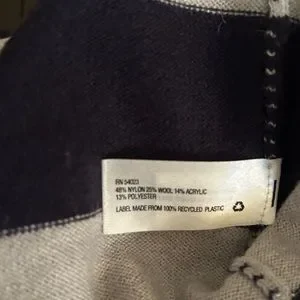 RN 54023
48% NYLON 25% WOOL 14% ACRYLIC
13% POLYESTER
LABEL MADE FROM 100% RECYCLED PLASTIC